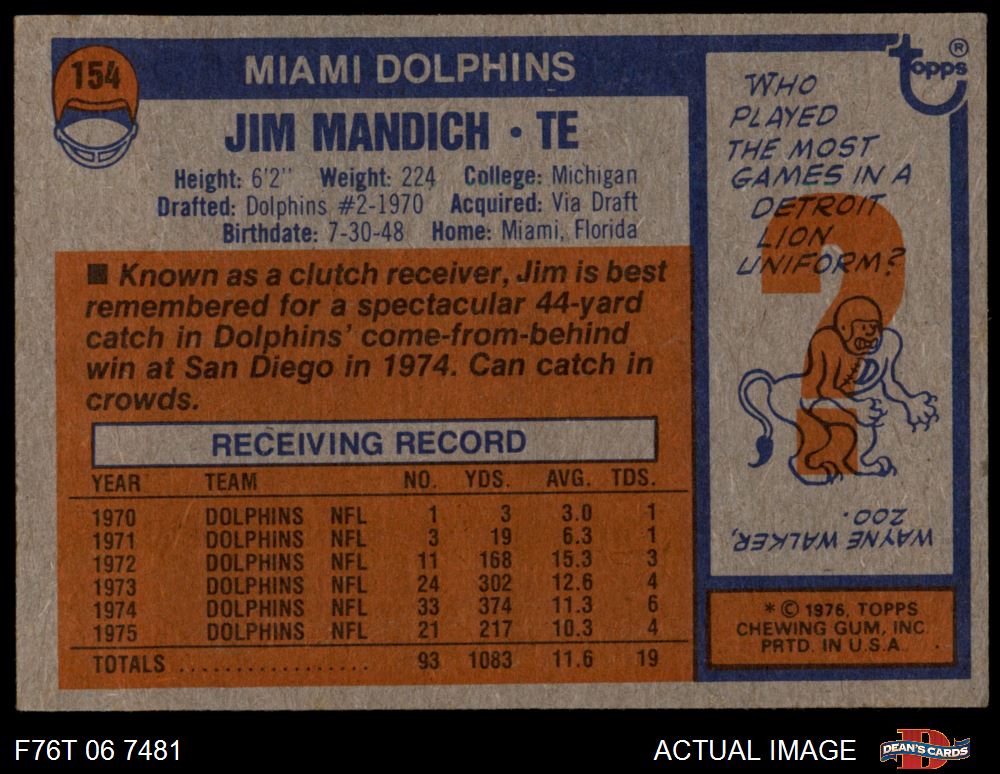 154
MIAMI DOLPHINS
JIM MANDICH • TE
Height: 6'2" Weight: 224 College: Michigan
Drafted: Dolphins #2-1970 Acquired: Via Draft
Birthdate: 7-30-48 Home: Miami, Florida
■ Known as a clutch receiver, Jim is best
remembered for a spectacular 44-yard
catch in Dolphins' come-from-behind
win at San Diego in 1974. Can catch in
crowds.
RECEIVING RECORD
YEAR TEAM NO. YDS. AVG. TDS.
1970 DOLPHINS NFL 1 3 3.0 1
1971 DOLPHINS NFL 3 19 6.3 1
1972 DOLPHINS NFL 11 168 15.3 3
1973 DOLPHINS NFL 24 302 12.6 4
1974 DOLPHINS NFL 33 374 11.3 6
1975 DOLPHINS NFL 21 217 10.3 4
TOTALS .................. 93 1083 11.6 19
topps®
WHO
PLAYED
THE MOST
GAMES IN A
DETROIT
LION
UNIFORM?
?
D
WAYNE WALKER,
200.
* © 1976, TOPPS
CHEWING GUM, INC.
PRTD. IN U.S.A.
F76T 06 7481
ACTUAL IMAGE
D
DEAN'S CARDS